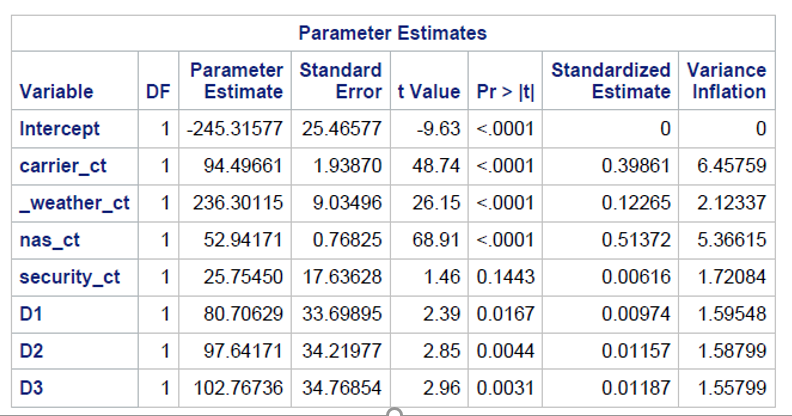 Parameter Estimates
Variable DF Parameter Estimate Standard Error t Value Pr > |t| Standardized Estimate Variance Inflation
Intercept 1 -245.31577 25.46577 -9.63 <.0001 0 0
carrier_ct 1 94.49661 1.93870 48.74 <.0001 0.39861 6.45759
_weather_ct 1 236.30115 9.03496 26.15 <.0001 0.12265 2.12337
nas_ct 1 52.94171 0.76825 68.91 <.0001 0.51372 5.36615
security_ct 1 25.75450 17.63628 1.46 0.1443 0.00616 1.72084
D1 1 80.70629 33.69895 2.39 0.0167 0.00974 1.59548
D2 1 97.64171 34.21977 2.85 0.0044 0.01157 1.58799
D3 1 102.76736 34.76854 2.96 0.0031 0.01187 1.55799